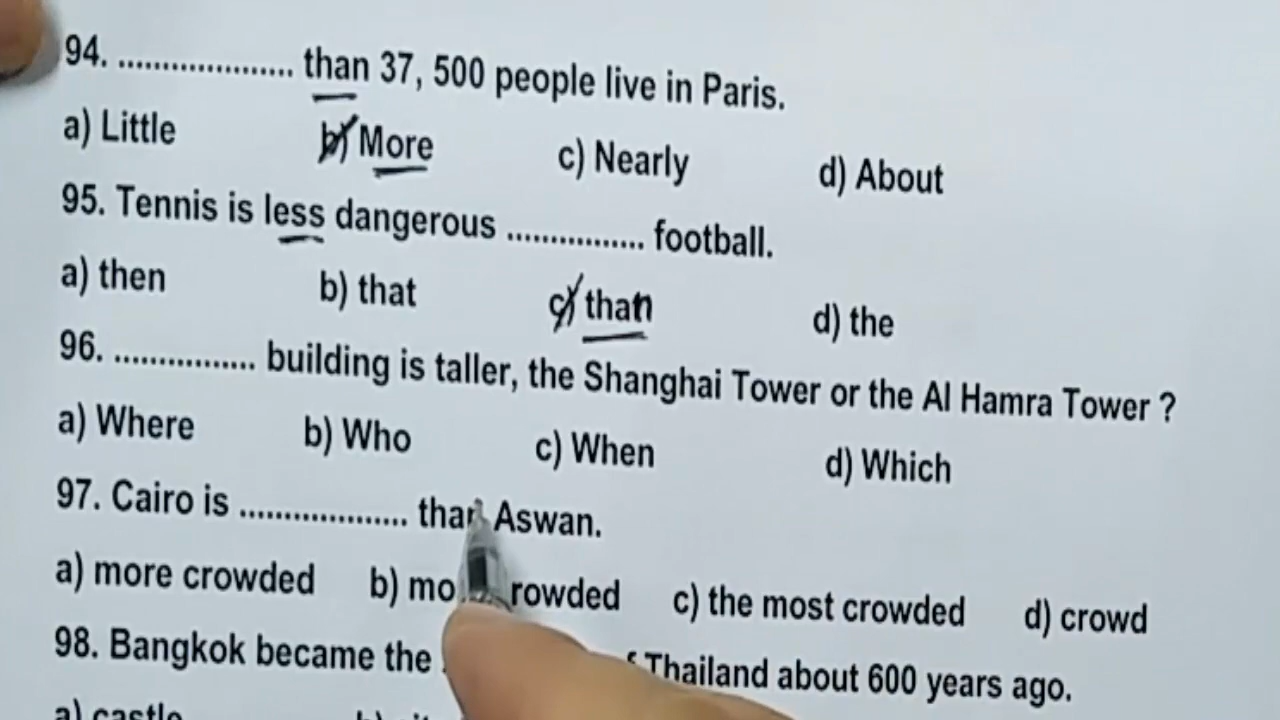 94. ................... than 37, 500 people live in Paris.
a) Little b) More c) Nearly d) About
95. Tennis is less dangerous ............... football.
a) then b) that c) than d) the
96. ................ building is taller, the Shanghai Tower or the Al Hamra Tower ?
a) Where b) Who c) When d) Which
97. Cairo is ................... than Aswan.
a) more crowded b) c) the most crowded d) crowd
98. Bangkok became the Thailand about 600 years ago.
a) castle